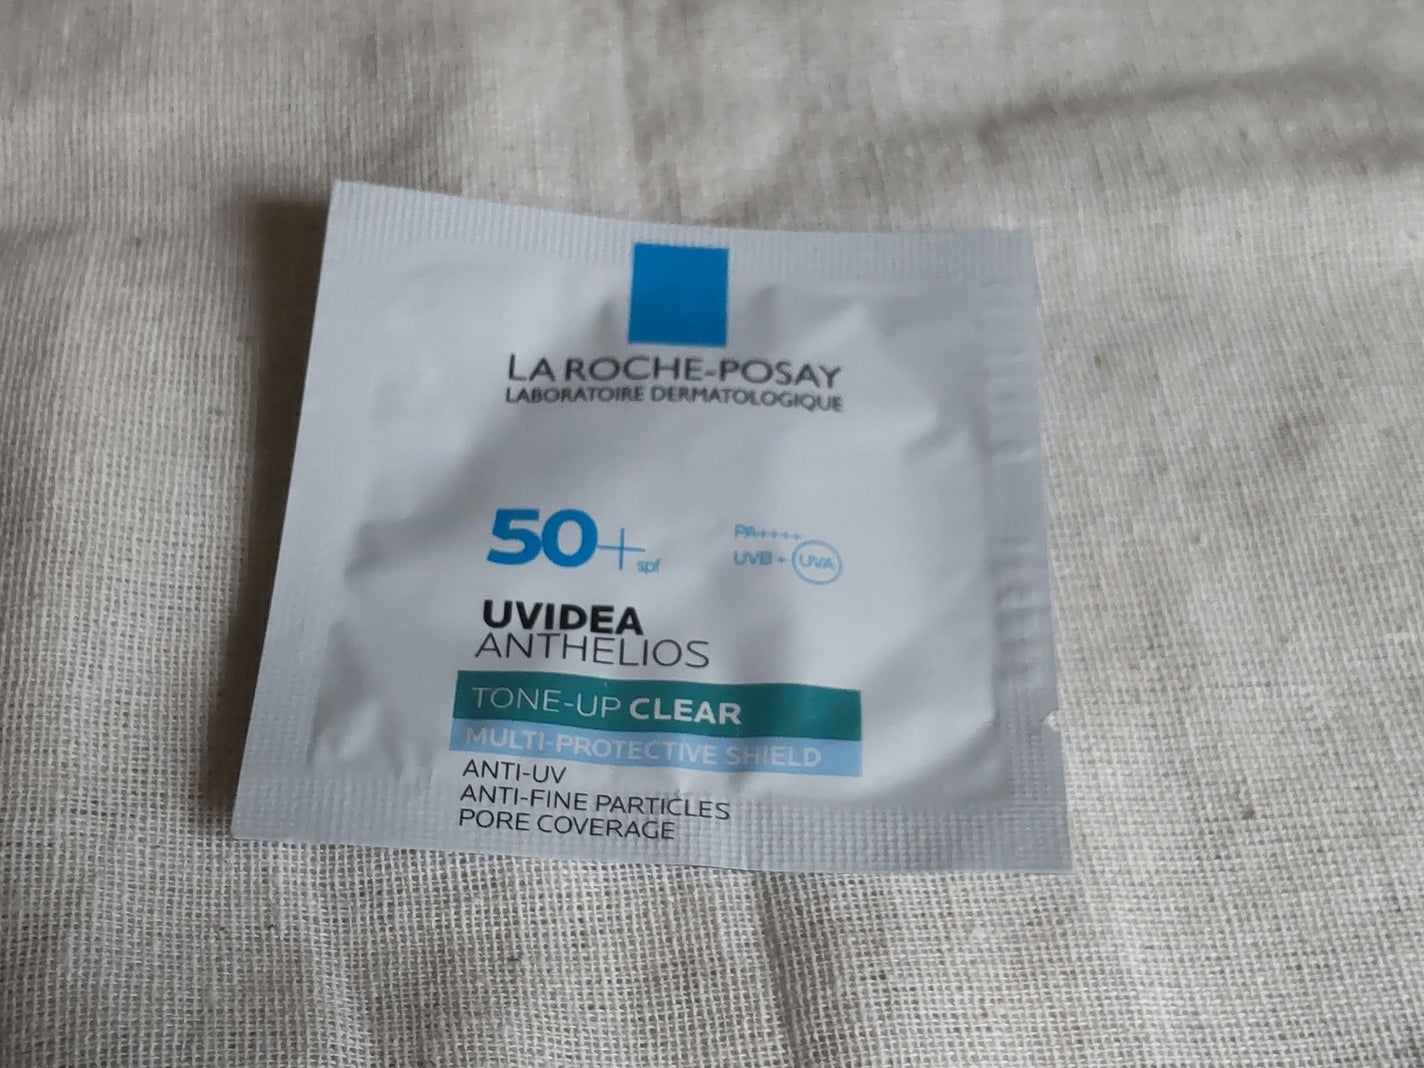 LA ROCHE-POSAY
LABORATOIRE DERMATOLOGIQUE
50+ spf
PA++++
UVB + UVA
UVIDEA
ANTHELIOS
TONE-UP CLEAR
MULTI-PROTECTIVE SHIELD
ANTI-UV
ANTI-FINE PARTICLES
PORE COVERAGE